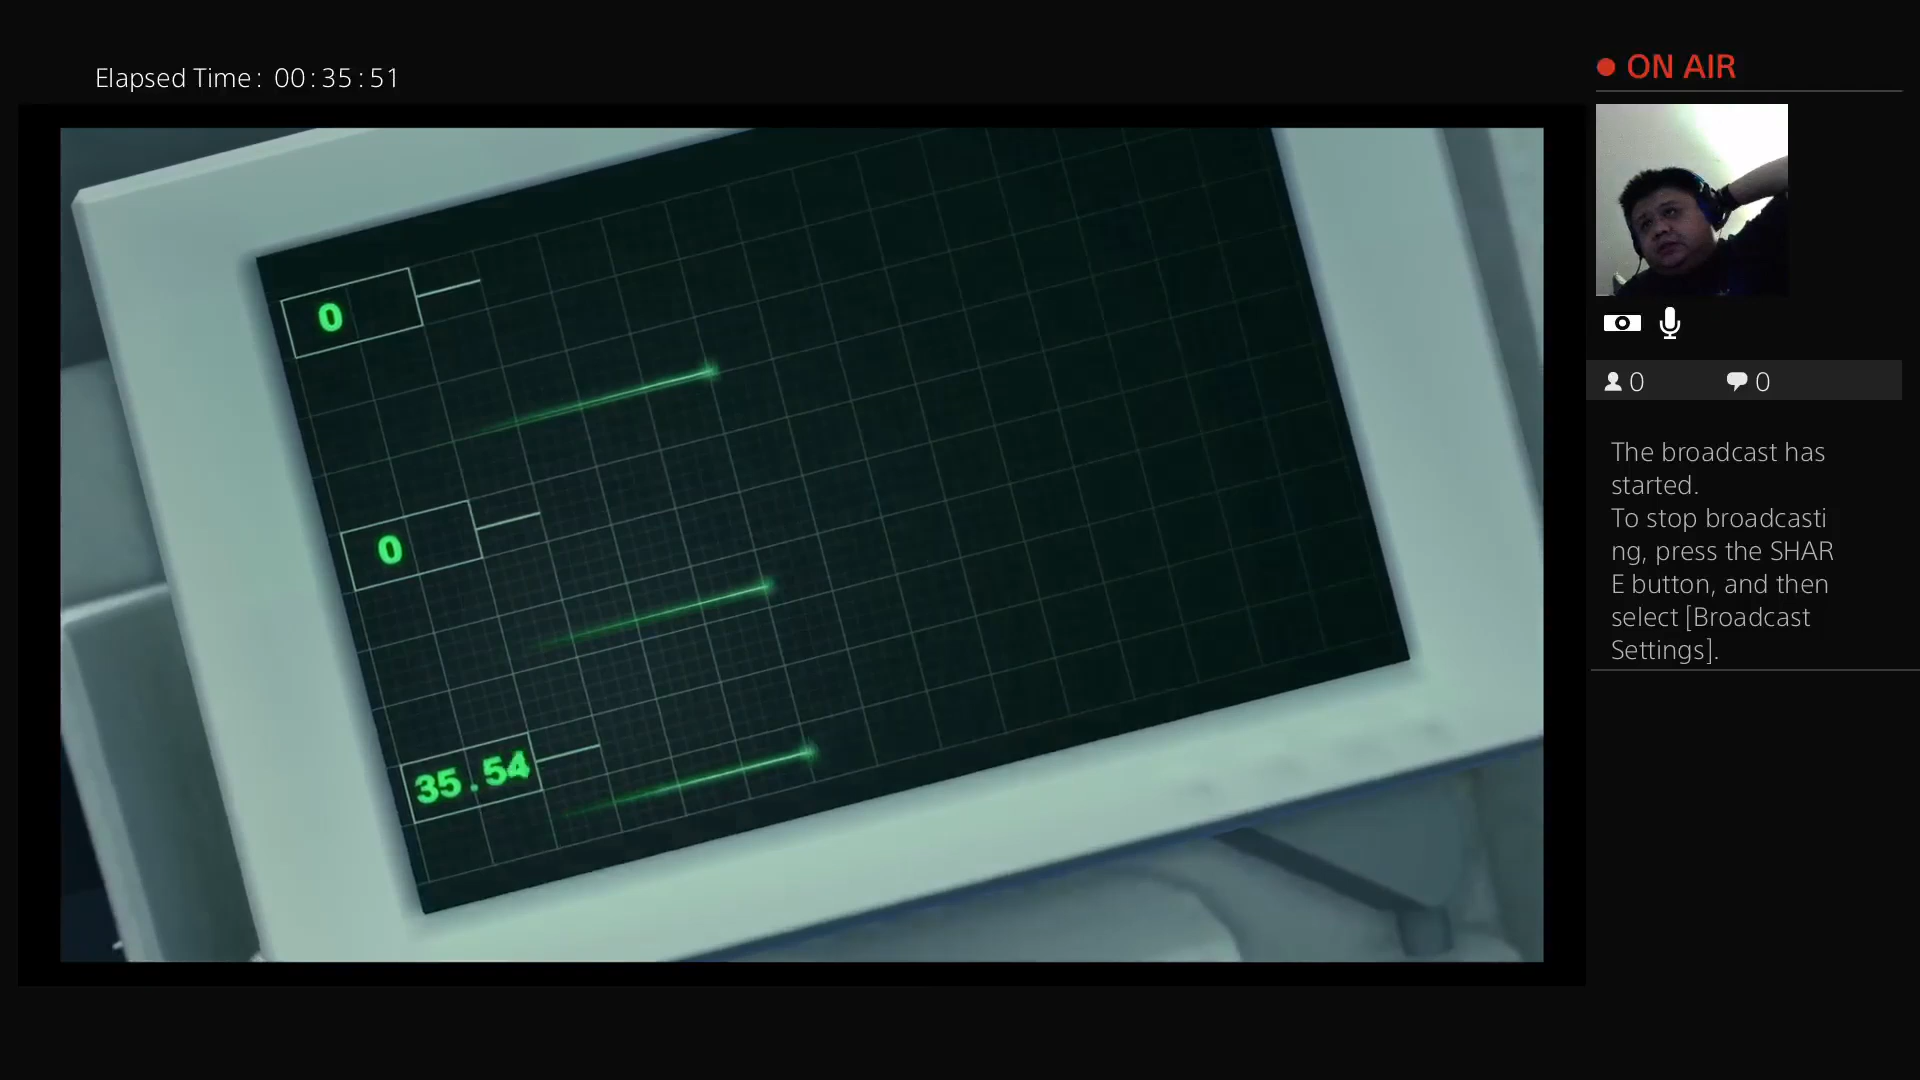 Elapsed Time: 00:35:51
ON AIR
0
0
0
0
35.54
The broadcast has
started.
To stop broadcasti
ng, press the SHAR
E button, and then
select [Broadcast
Settings].